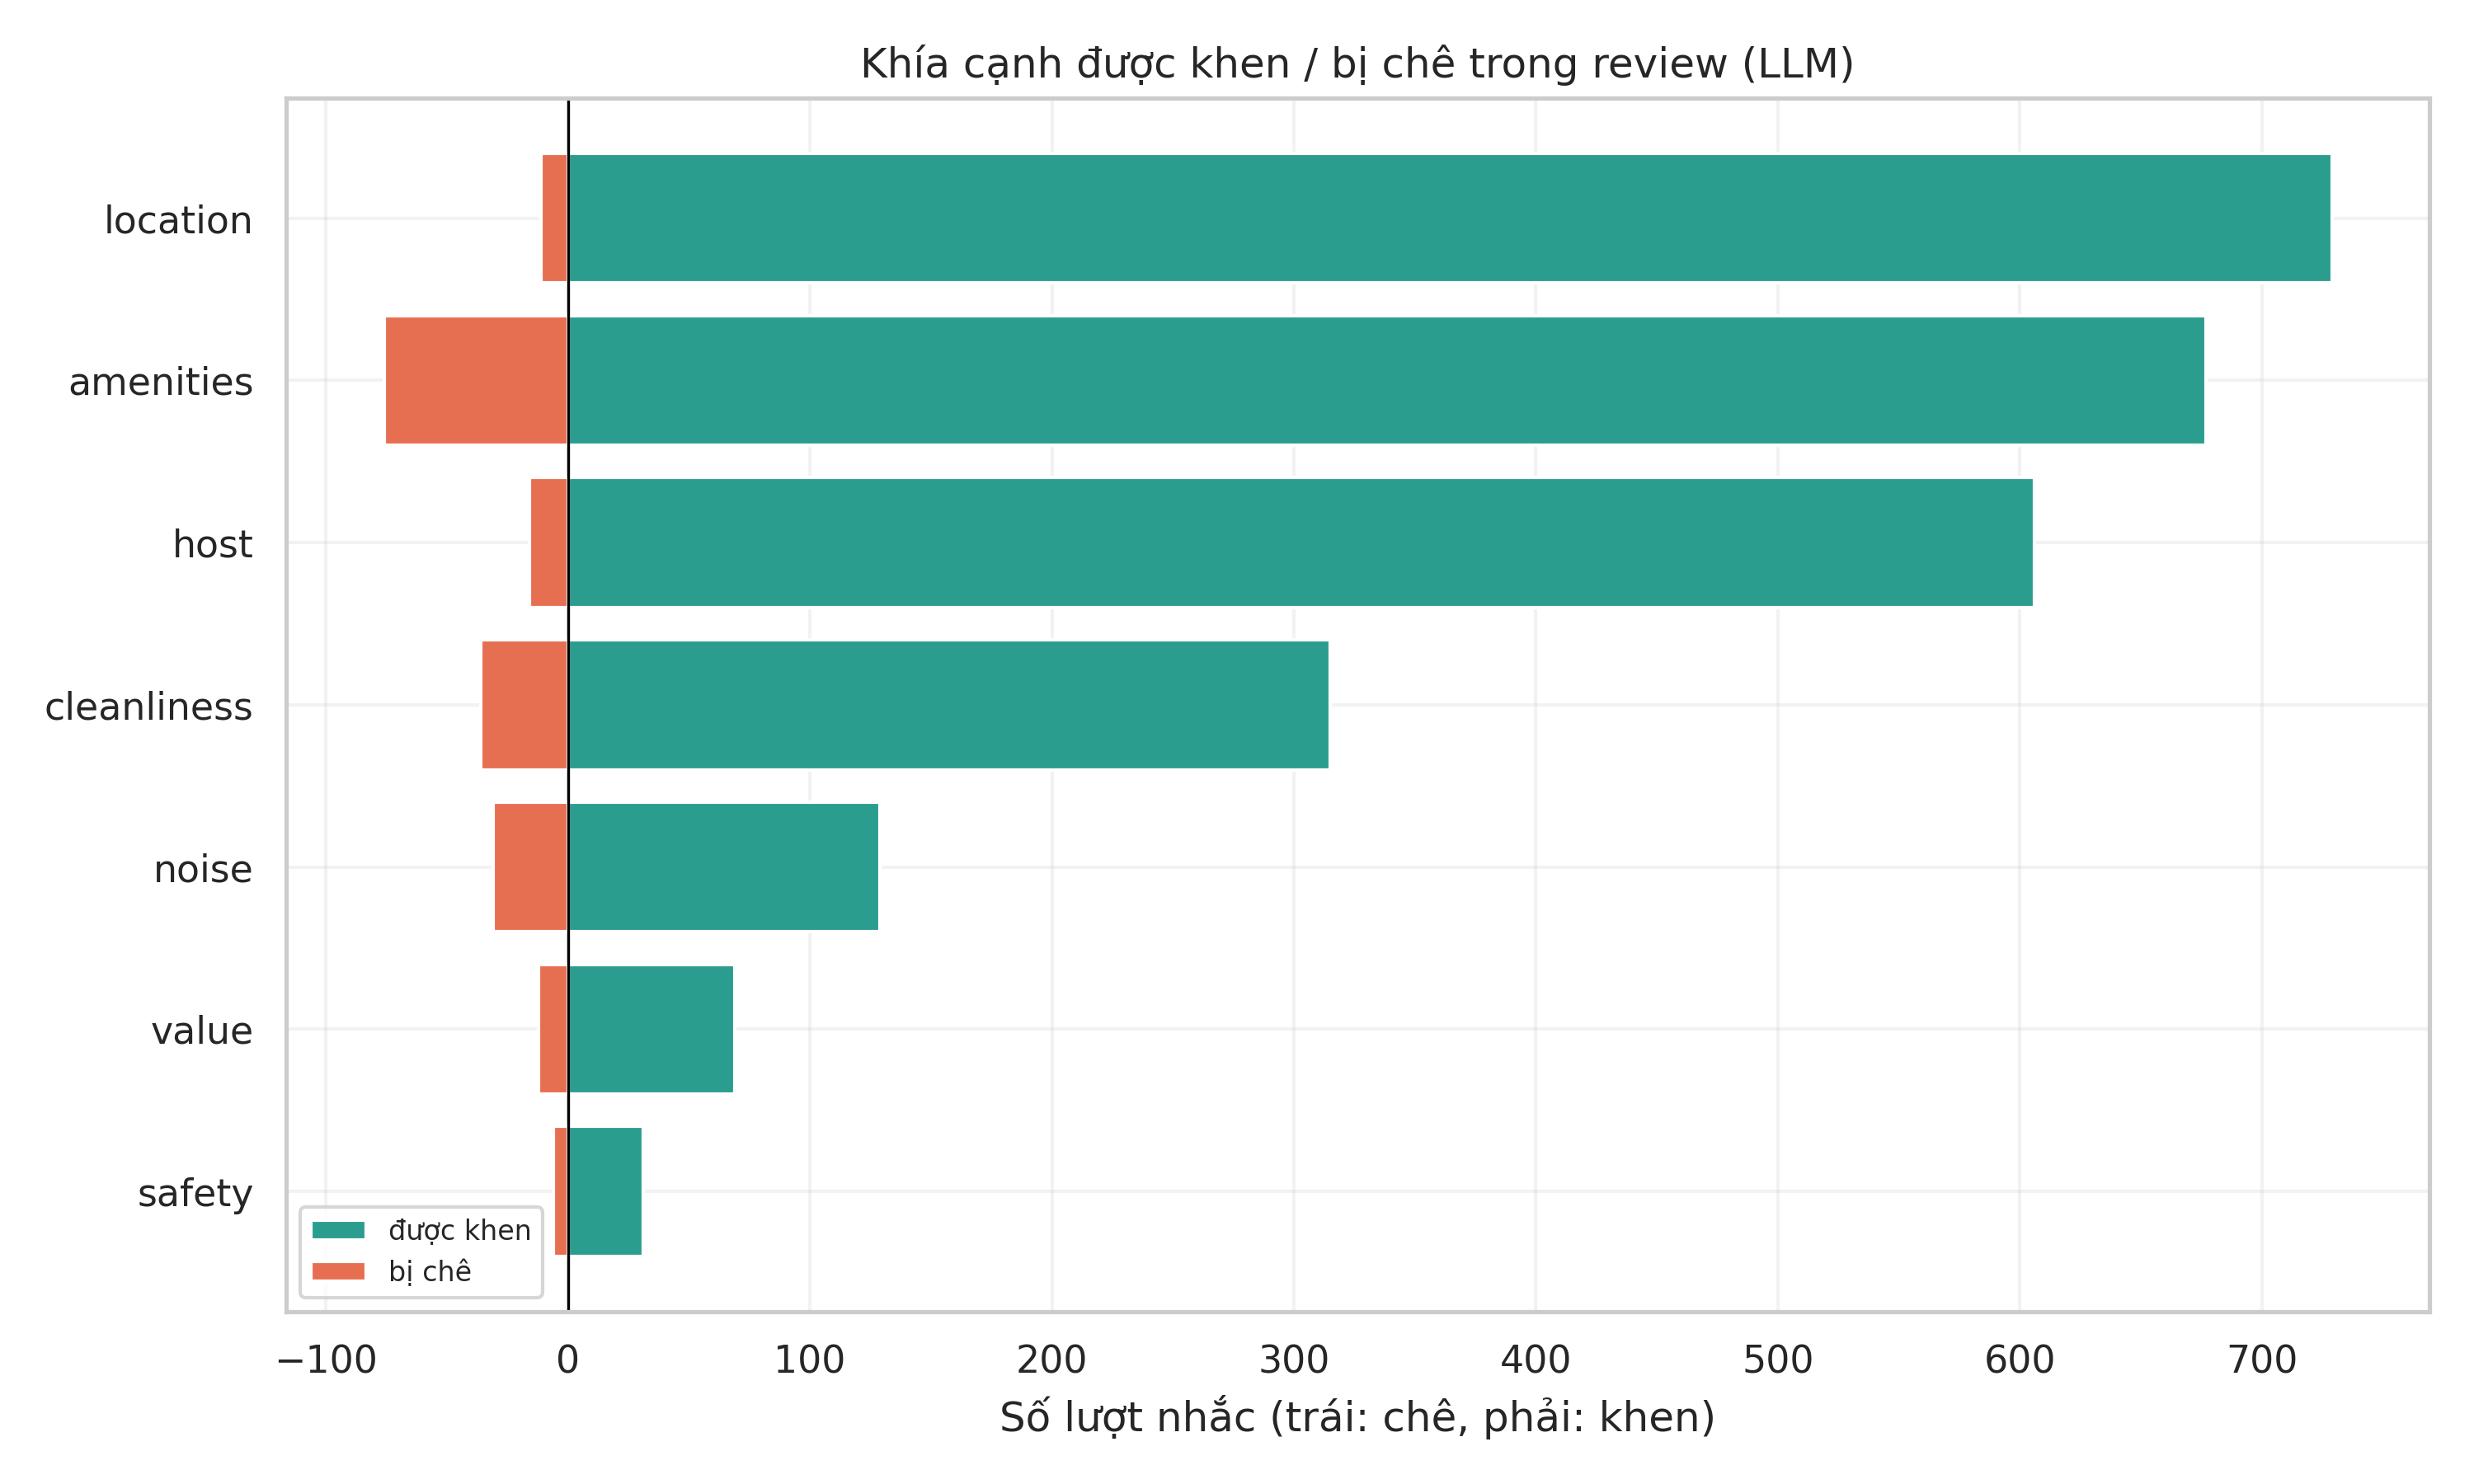 Khía cạnh được khen / bị chê trong review (LLM)
location
amenities
host
cleanliness
noise
value
safety
được khen
bị chê
−100 0 100 200 300 400 500 600 700
Số lượt nhắc (trái: chê, phải: khen)